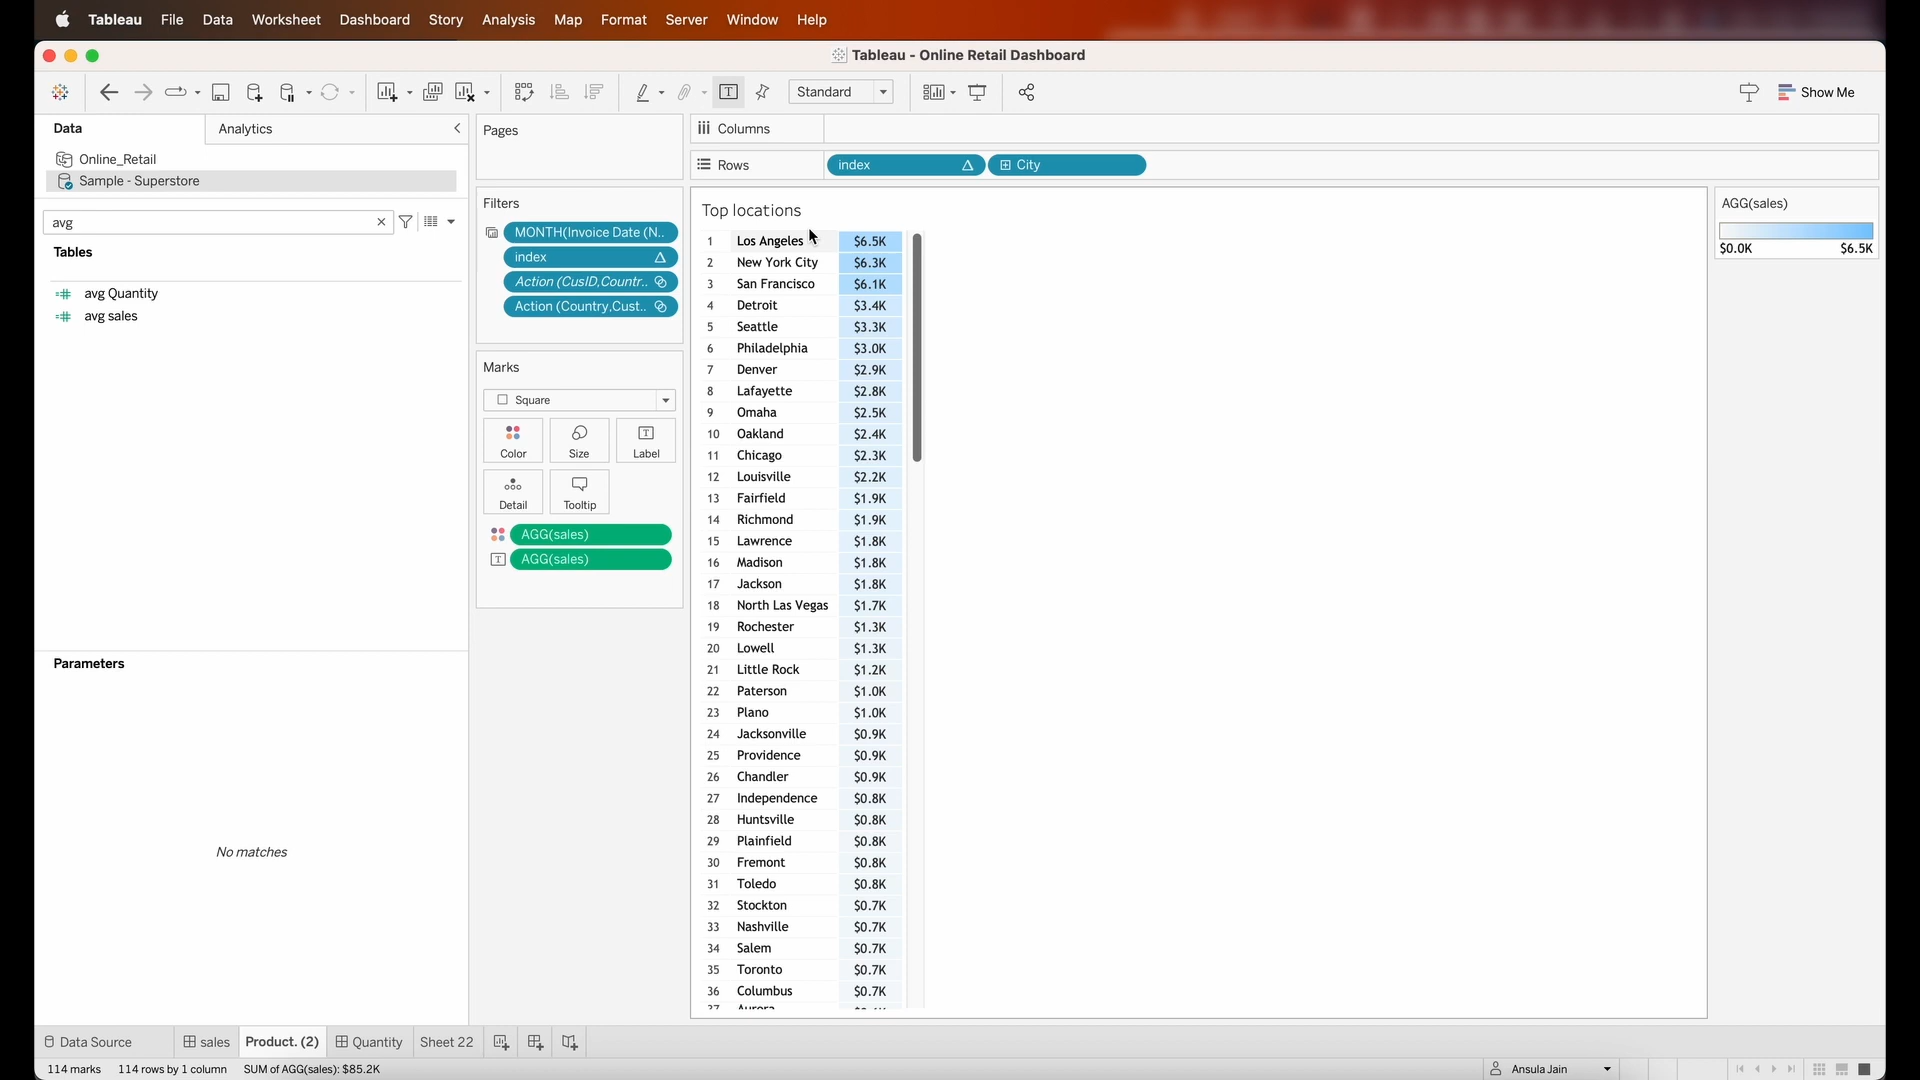 Tableau File Data Worksheet Dashboard Story Analysis Map Format Server Window Help
Tableau - Online Retail Dashboard
Standard
Show Me
Data Analytics
Online_Retail
Sample - Superstore
avg
Tables
avg Quantity
avg sales
Parameters
No matches
Pages
Filters
MONTH(Invoice Date (N..
index
Action (CusID,Countr..
Action (Country,Cust..
Marks
Square
Color Size Label
Detail Tooltip
AGG(sales)
AGG(sales)
Columns
Rows index City
Top locations
1 Los Angeles $6.5K
2 New York City $6.3K
3 San Francisco $6.1K
4 Detroit $3.4K
5 Seattle $3.3K
6 Philadelphia $3.0K
7 Denver $2.9K
8 Lafayette $2.8K
9 Omaha $2.5K
10 Oakland $2.4K
11 Chicago $2.3K
12 Louisville $2.2K
13 Fairfield $1.9K
14 Richmond $1.9K
15 Lawrence $1.8K
16 Madison $1.8K
17 Jackson $1.8K
18 North Las Vegas $1.7K
19 Rochester $1.3K
20 Lowell $1.3K
21 Little Rock $1.2K
22 Paterson $1.0K
23 Plano $1.0K
24 Jacksonville $0.9K
25 Providence $0.9K
26 Chandler $0.9K
27 Independence $0.8K
28 Huntsville $0.8K
29 Plainfield $0.8K
30 Fremont $0.8K
31 Toledo $0.8K
32 Stockton $0.7K
33 Nashville $0.7K
34 Salem $0.7K
35 Toronto $0.7K
36 Columbus $0.7K
37 Aurora
AGG(sales)
$0.0K $6.5K
Data Source sales Product. (2) Quantity Sheet 22
114 marks 114 rows by 1 column SUM of AGG(sales): $85.2K Ansula Jain